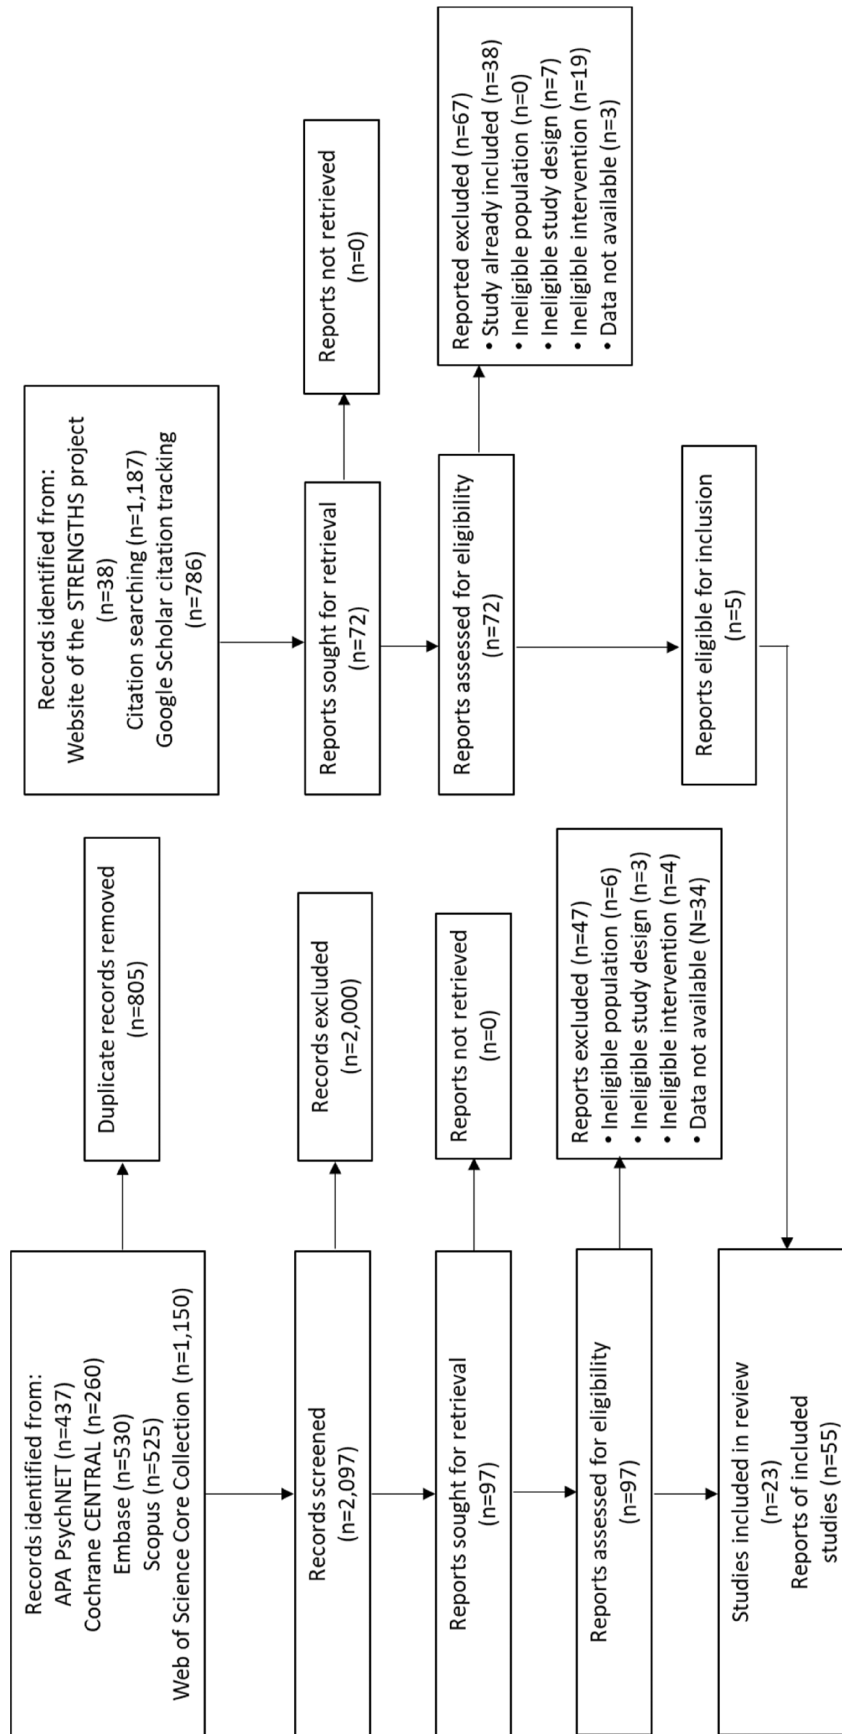 Records identified from:
APA PsychNET (n=437)
Cochrane CENTRAL (n=260)
Embase (n=530)
Scopus (n=525)
Web of Science Core Collection (n=1,150)
Duplicate records removed
(n=805)
Records screened
(n=2,097)
Records excluded
(n=2,000)
Reports sought for retrieval
(n=97)
Reports not retrieved
(n=0)
Reports assessed for eligibility
(n=97)
Reports excluded (n=47)
• Ineligible population (n=6)
• Ineligible study design (n=3)
• Ineligible intervention (n=4)
• Data not available (N=34)
Studies included in review
(n=23)
Reports of included
studies (n=55)
Records identified from:
Website of the STRENGTHS project
(n=38)
Citation searching (n=1,187)
Google Scholar citation tracking
(n=786)
Reports sought for retrieval
(n=72)
Reports not retrieved
(n=0)
Reports assessed for eligibility
(n=72)
Reported excluded (n=67)
• Study already included (n=38)
• Ineligible population (n=0)
• Ineligible study design (n=7)
• Ineligible intervention (n=19)
• Data not available (n=3)
Reports eligible for inclusion
(n=5)